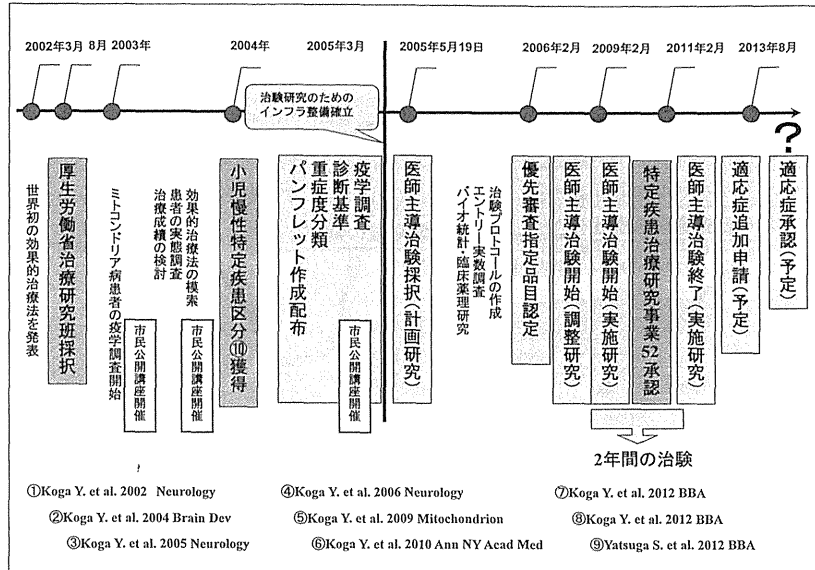 2002年3月
8月
2003年
2004年
2005年3月
2005年5月19日
2006年2月
2009年2月
2011年2月
2013年8月
治験研究のための
インフラ整備確立
?
世界初の効果的治療法を発表
厚生労働省治療研究班採択
ミトコンドリア病患者の疫学調査開始
市民公開講座開催
効果的治療法の模索
患者の実態調査
治療成績の検討
市民公開講座開催
小児慢性特定疾患区分⑩獲得
疫学調査
診断基準
重症度分類
パンフレット作成配布
市民公開講座開催
医師主導治験採択(計画研究)
治験プロトコールの作成
エントリー実数調査
バイオ統計・臨床薬理研究
優先審査指定品目認定
医師主導治験開始(調整研究)
医師主導治験開始(実施研究)
特定疾患治療研究事業52承認
医師主導治験終了(実施研究)
適応症追加申請(予定)
適応症承認(予定)
2年間の治験
①Koga Y. et al. 2002 Neurology
②Koga Y. et al. 2004 Brain Dev
③Koga Y. et al. 2005 Neurology
④Koga Y. et al. 2006 Neurology
⑤Koga Y. et al. 2009 Mitochondrion
⑥Koga Y. et al. 2010 Ann NY Acad Med
⑦Koga Y. et al. 2012 BBA
⑧Koga Y. et al. 2012 BBA
⑨Yatsuga S. et al. 2012 BBA